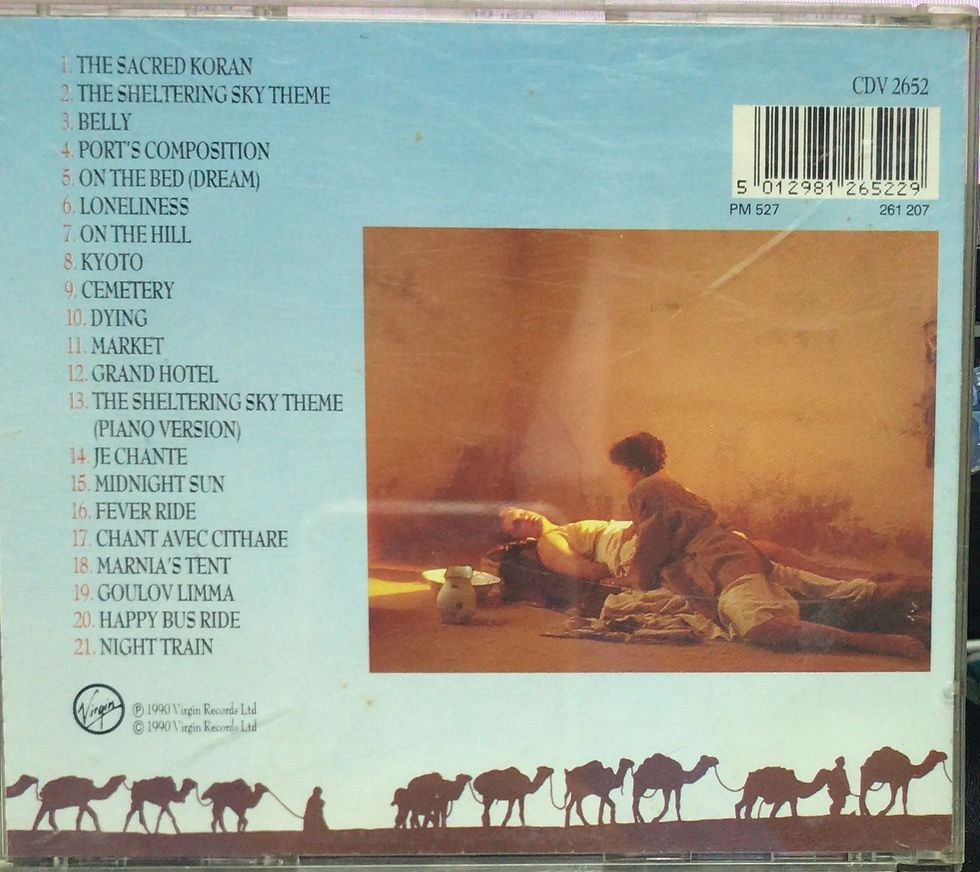 1. THE SACRED KORAN
2. THE SHELTERING SKY THEME
3. BELLY
4. PORT'S COMPOSITION
5. ON THE BED (DREAM)
6. LONELINESS
7. ON THE HILL
8. KYOTO
9. CEMETERY
10. DYING
11. MARKET
12. GRAND HOTEL
13. THE SHELTERING SKY THEME
(PIANO VERSION)
14. JE CHANTE
15. MIDNIGHT SUN
16. FEVER RIDE
17. CHANT AVEC CITHARE
18. MARNIA'S TENT
19. GOULOV LIMMA
20. HAPPY BUS RIDE
21. NIGHT TRAIN
CDV 2652
5 012981 265229
PM 527 261 207
Virgin
℗ 1990 Virgin Records Ltd
© 1990 Virgin Records Ltd